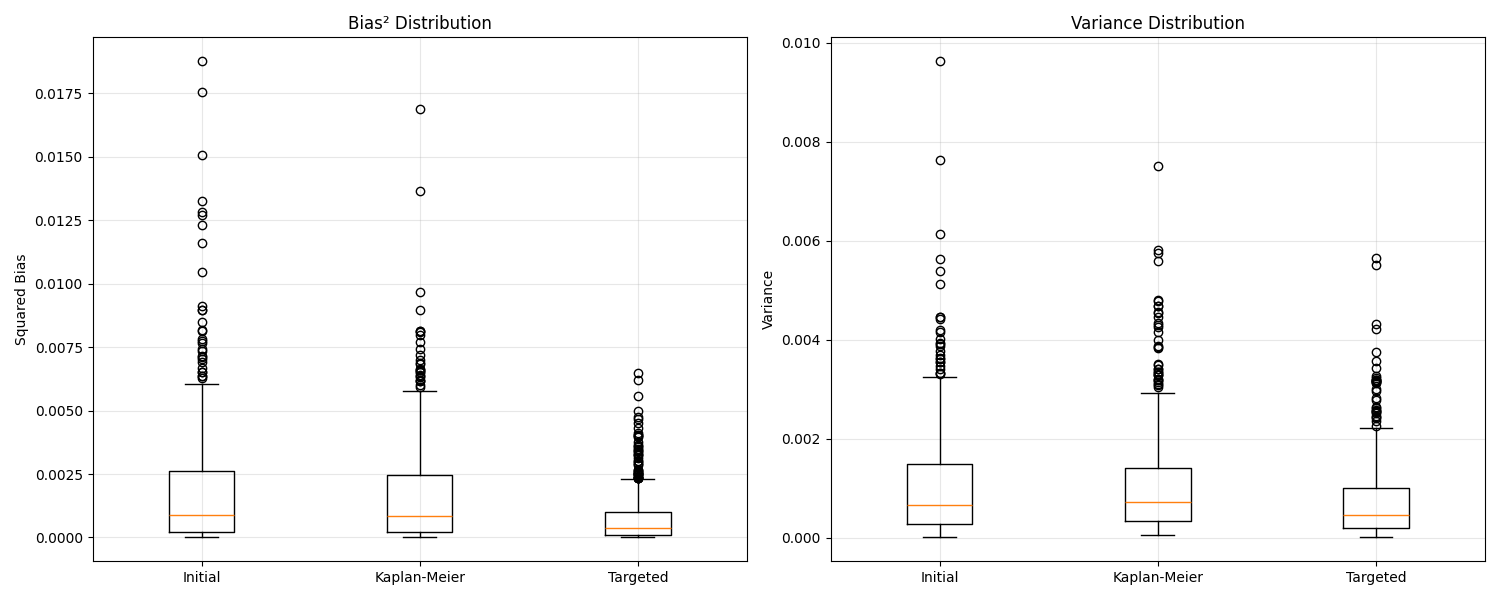 Bias² Distribution
Squared Bias
0.0175
0.0150
0.0125
0.0100
0.0075
0.0050
0.0025
0.0000
Initial
Kaplan-Meier
Targeted
Variance Distribution
Variance
0.010
0.008
0.006
0.004
0.002
0.000
Initial
Kaplan-Meier
Targeted